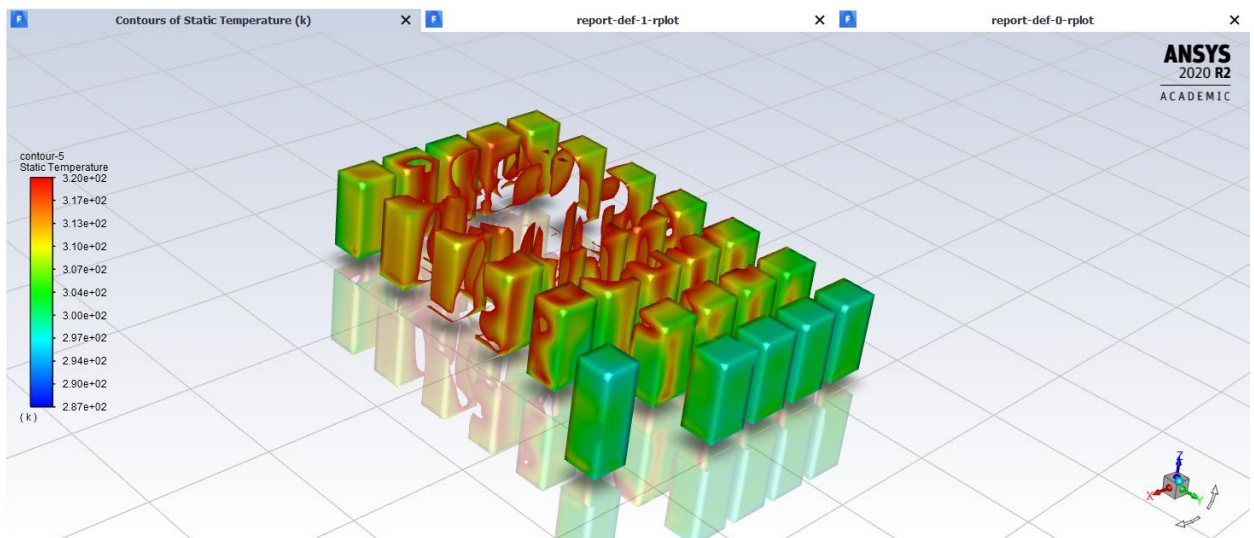 Contours of Static Temperature (k)
report-def-1-rplot
report-def-0-rplot
ANSYS
2020 R2
ACADEMIC
contour-5
Static Temperature
3.20e+02
3.17e+02
3.13e+02
3.10e+02
3.07e+02
3.04e+02
3.00e+02
2.97e+02
2.94e+02
2.90e+02
2.87e+02
( k )
Z
X
Y